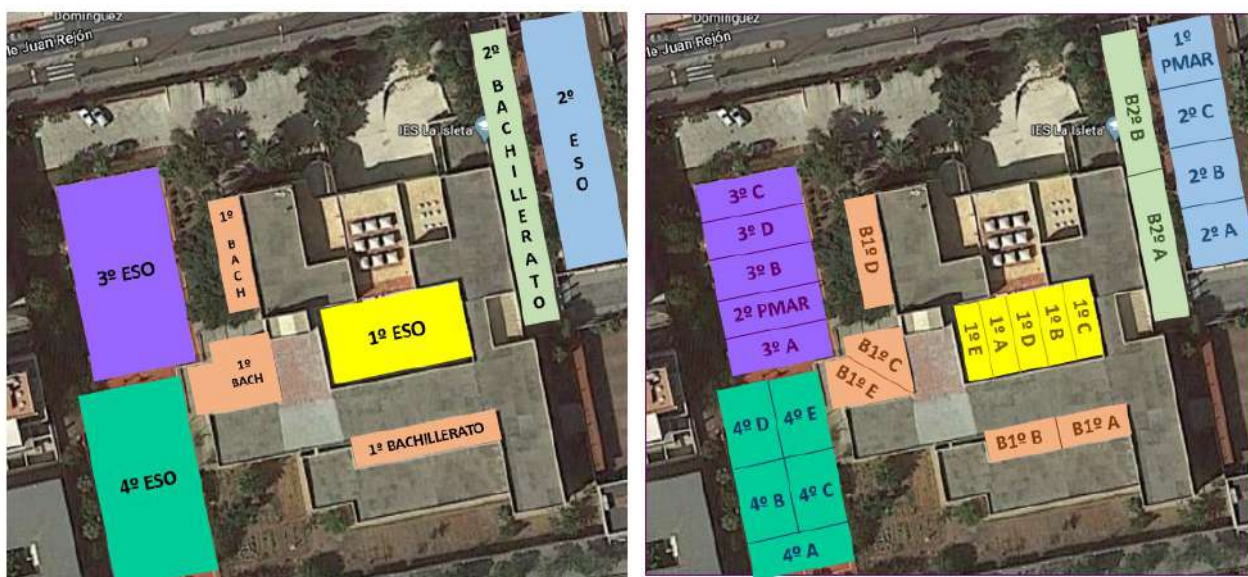 Domínguez
le Juan Rejón,
IES La Isleta
2º BACHILLERATO
2º ESO
3º ESO
1º BACH
1º ESO
1º
BACH
1º BACHILLERATO
4º ESO
Dominguez
le Juan Rejón,
IES La Isleta
B2º B
B2º A
1º
PMAR
2º C
2º B
2º A
3º C
3º D
3º B
2º PMAR
3º A
B1º D
B1º C
B1º E
1º E
1º A
1º D
1º B
1º C
B1º B
B1º A
4º D
4º E
4º B
4º C
4º A